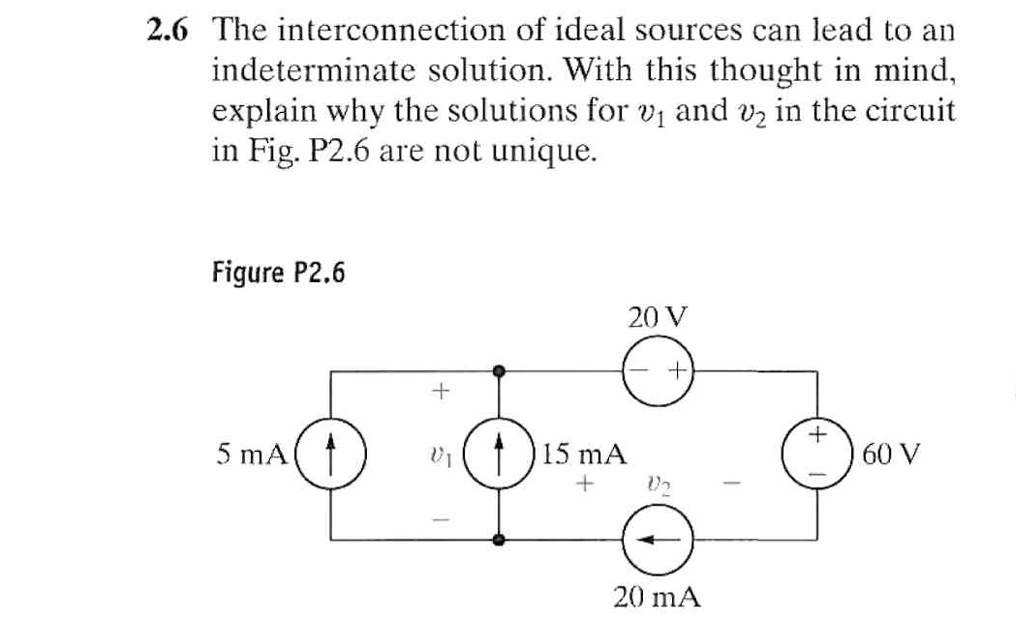 2.6 The interconnection of ideal sources can lead to an
indeterminate solution. With this thought in mind,
explain why the solutions for v₁ and v₂ in the circuit
in Fig. P2.6 are not unique.
Figure P2.6
20 V
− +
+
5 mA
v₁
15 mA
+
60 V
+ v₂ −
−
−
20 mA